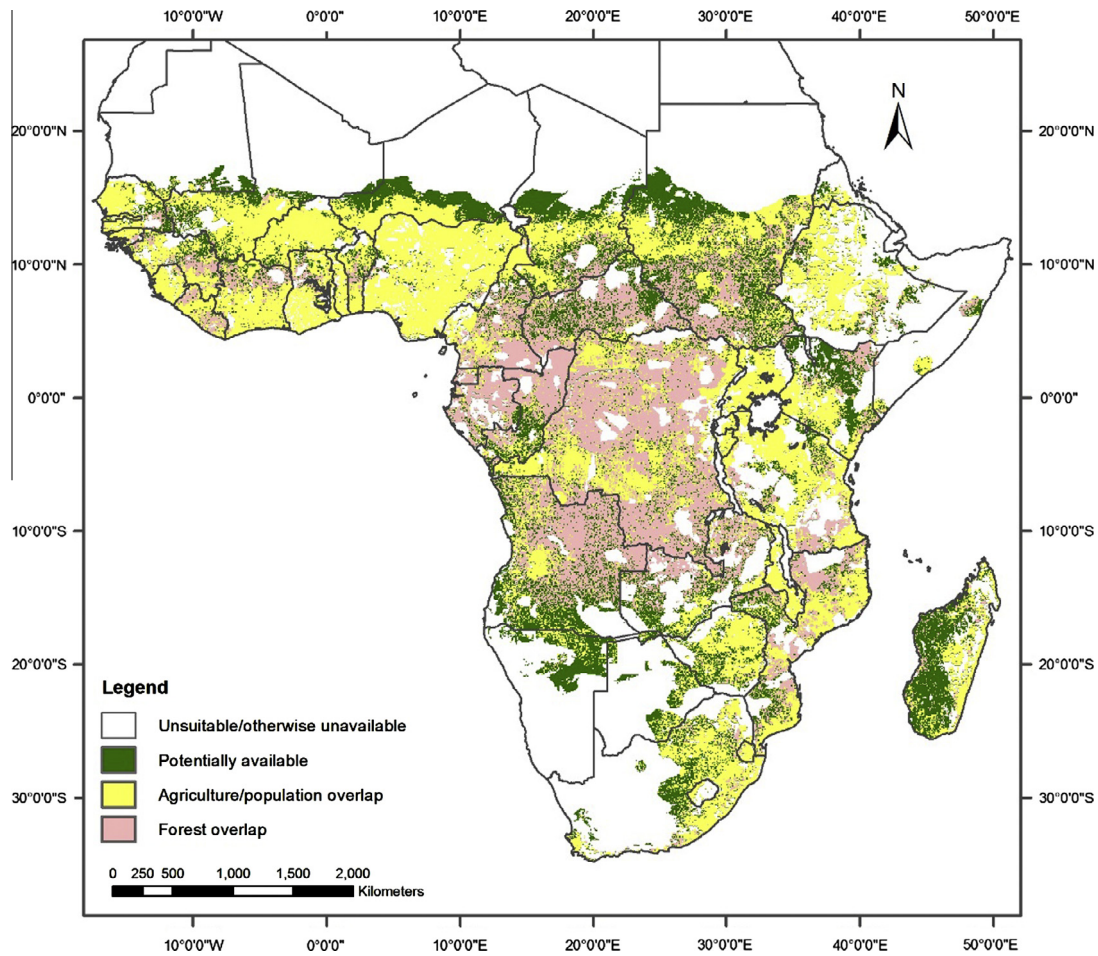 10°0'0"W 0°0'0" 10°0'0"E 20°0'0"E 30°0'0"E 40°0'0"E 50°0'0"E
N
20°0'0"N 20°0'0"N
10°0'0"N 10°0'0"N
0°0'0" 0°0'0"
10°0'0"S 10°0'0"S
20°0'0"S 20°0'0"S
Legend
Unsuitable/otherwise unavailable
Potentially available
Agriculture/population overlap
30°0'0"S 30°0'0"S
Forest overlap
0 250 500 1,000 1,500 2,000
Kilometers
10°0'0"W 0°0'0" 10°0'0"E 20°0'0"E 30°0'0"E 40°0'0"E 50°0'0"E